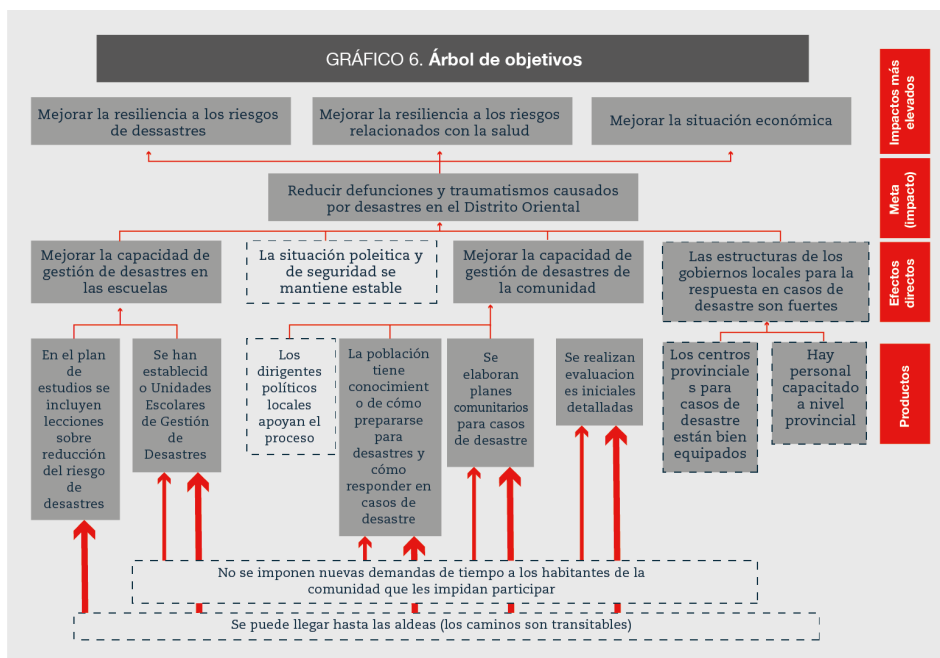 GRÁFICO 6. Árbol de objetivos
Impactos más
elevados
Mejorar la resiliencia a los riesgos
de dessastres
Mejorar la resiliencia a los riesgos
relacionados con la salud
Mejorar la situación económica
Meta
(impacto)
Reducir defunciones y traumatismos causados
por desastres en el Distrito Oriental
Efectos
directos
Mejorar la capacidad de
gestión de desastres en
las escuelas
La situación poleitica y
de seguridad se
mantiene estable
Mejorar la capacidad de
gestión de desastres de
la comunidad
Las estructuras de los
gobiernos locales para la
respuesta en casos de
desastre son fuertes
Productos
En el plan
de
estudios se
incluyen
lecciones
sobre
reducción
del riesgo
de
desastres
Se han
establecid
o Unidades
Escolares
de Gestión
de
Desastres
Los
dirigentes
políticos
locales
apoyan el
proceso
La población
tiene
conocimient
o de cómo
prepararse
para
desastres y
cómo
responder en
casos de
desastre
Se
elaboran
planes
comunitarios
para casos
de desastre
Se realizan
evaluacion
es iniciales
detalladas
Los centros
provinciale
s para
casos de
desastre
están bien
equipados
Hay
personal
capacitado
a nivel
provincial
No se imponen nuevas demandas de tiempo a los habitantes de la
comunidad que les impidan participar
Se puede llegar hasta las aldeas (los caminos son transitables)